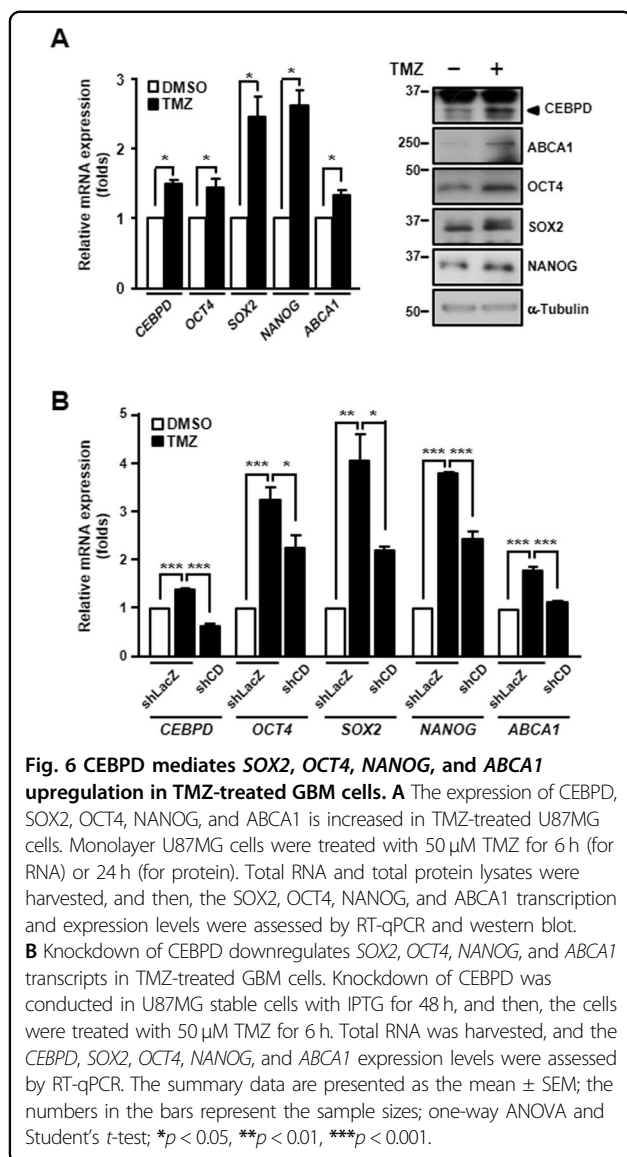 A
Relative mRNA expression
(folds)
3
2
1
0
DMSO
TMZ
*
*
*
*
*
CEBPD
OCT4
SOX2
NANOG
ABCA1
TMZ − +
37-
CEBPD
250-
ABCA1
50-
OCT4
37-
SOX2
37-
NANOG
50-
α-Tubulin
B
Relative mRNA expression
(folds)
5
4
3
2
1
0
DMSO
TMZ
*** ***
*** *
** *
*** ***
*** ***
shLacZ shCD shLacZ shCD shLacZ shCD shLacZ shCD shLacZ shCD
CEBPD OCT4 SOX2 NANOG ABCA1
Fig. 6 CEBPD mediates SOX2, OCT4, NANOG, and ABCA1
upregulation in TMZ-treated GBM cells. A The expression of CEBPD,
SOX2, OCT4, NANOG, and ABCA1 is increased in TMZ-treated U87MG
cells. Monolayer U87MG cells were treated with 50 µM TMZ for 6 h (for
RNA) or 24 h (for protein). Total RNA and total protein lysates were
harvested, and then, the SOX2, OCT4, NANOG, and ABCA1 transcription
and expression levels were assessed by RT-qPCR and western blot.
B Knockdown of CEBPD downregulates SOX2, OCT4, NANOG, and ABCA1
transcripts in TMZ-treated GBM cells. Knockdown of CEBPD was
conducted in U87MG stable cells with IPTG for 48 h, and then, the cells
were treated with 50 µM TMZ for 6 h. Total RNA was harvested, and the
CEBPD, SOX2, OCT4, NANOG, and ABCA1 expression levels were assessed
by RT-qPCR. The summary data are presented as the mean ± SEM; the
numbers in the bars represent the sample sizes; one-way ANOVA and
Student's t-test; *p < 0.05, **p < 0.01, ***p < 0.001.